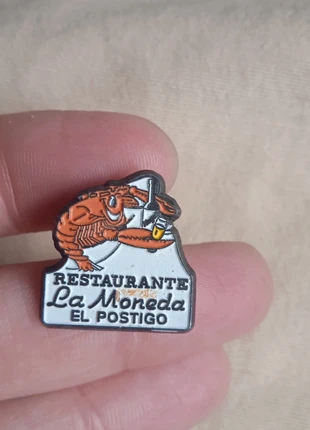 RESTAURANTE
La Moneda
EL POSTIGO